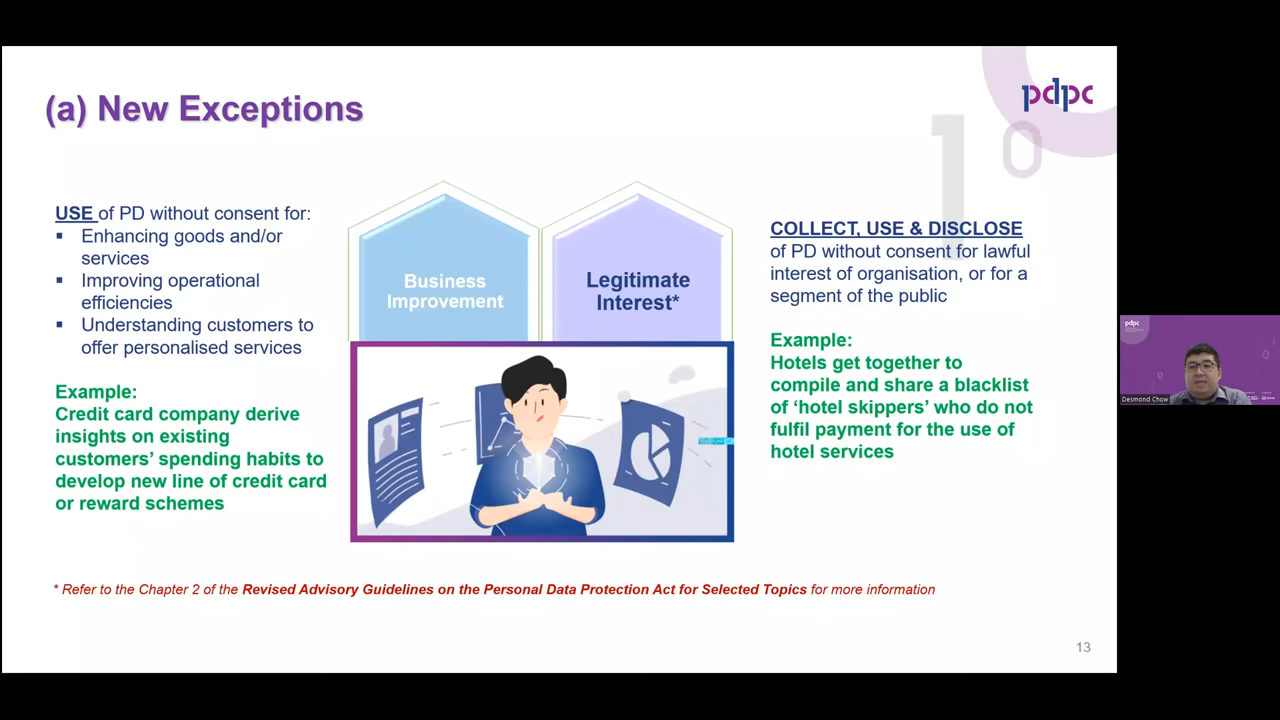 (a) New Exceptions
pdpc
USE of PD without consent for:
▪ Enhancing goods and/or
services
▪ Improving operational
efficiencies
▪ Understanding customers to
offer personalised services
Example:
Credit card company derive
insights on existing
customers’ spending habits to
develop new line of credit card
or reward schemes
Business
Improvement
Legitimate
Interest*
COLLECT, USE & DISCLOSE
of PD without consent for lawful
interest of organisation, or for a
segment of the public
Example:
Hotels get together to
compile and share a blacklist
of ‘hotel skippers’ who do not
fulfil payment for the use of
hotel services
* Refer to the Chapter 2 of the Revised Advisory Guidelines on the Personal Data Protection Act for Selected Topics for more information
13
pdpc
Desmond Chow